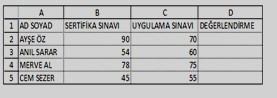 A B C D
1 AD SOYAD SERTİFİKA SINAVI UYGULAMA SINAVI DEĞERLENDİRME
2 AYŞE ÖZ 90 70
3 ANIL SARAR 54 60
4 MERVE AL 78 75
5 CEM SEZER 45 55